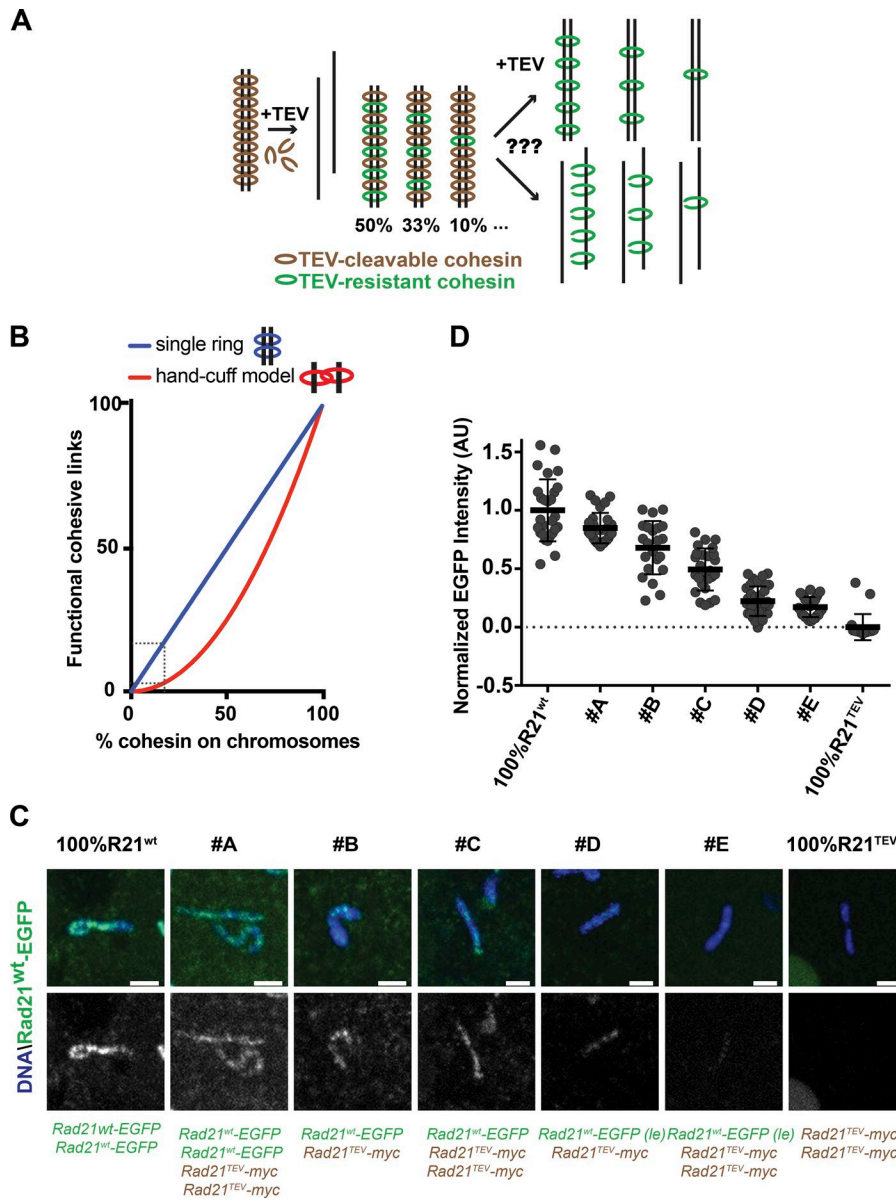 A
+TEV
50% 33% 10% ...
+TEV
???
TEV-cleavable cohesin
TEV-resistant cohesin
B
single ring
hand-cuff model
Functional cohesive links
100
50
0
0 50 100
% cohesin on chromosomes
D
Normalized EGFP Intensity (AU)
1.5
1.0
0.5
0.0
-0.5
100%R21wt
#A
#B
#C
#D
#E
100%R21TEV
C
100%R21wt #A #B #C #D #E 100%R21TEV
DNA\Rad21wt-EGFP
Rad21wt-EGFP
Rad21wt-EGFP
Rad21wt-EGFP
Rad21wt-EGFP
Rad21TEV-myc
Rad21TEV-myc
Rad21wt-EGFP
Rad21TEV-myc
Rad21wt-EGFP
Rad21TEV-myc
Rad21TEV-myc
Rad21wt-EGFP (le)
Rad21TEV-myc
Rad21wt-EGFP (le)
Rad21TEV-myc
Rad21TEV-myc
Rad21TEV-myc
Rad21TEV-myc